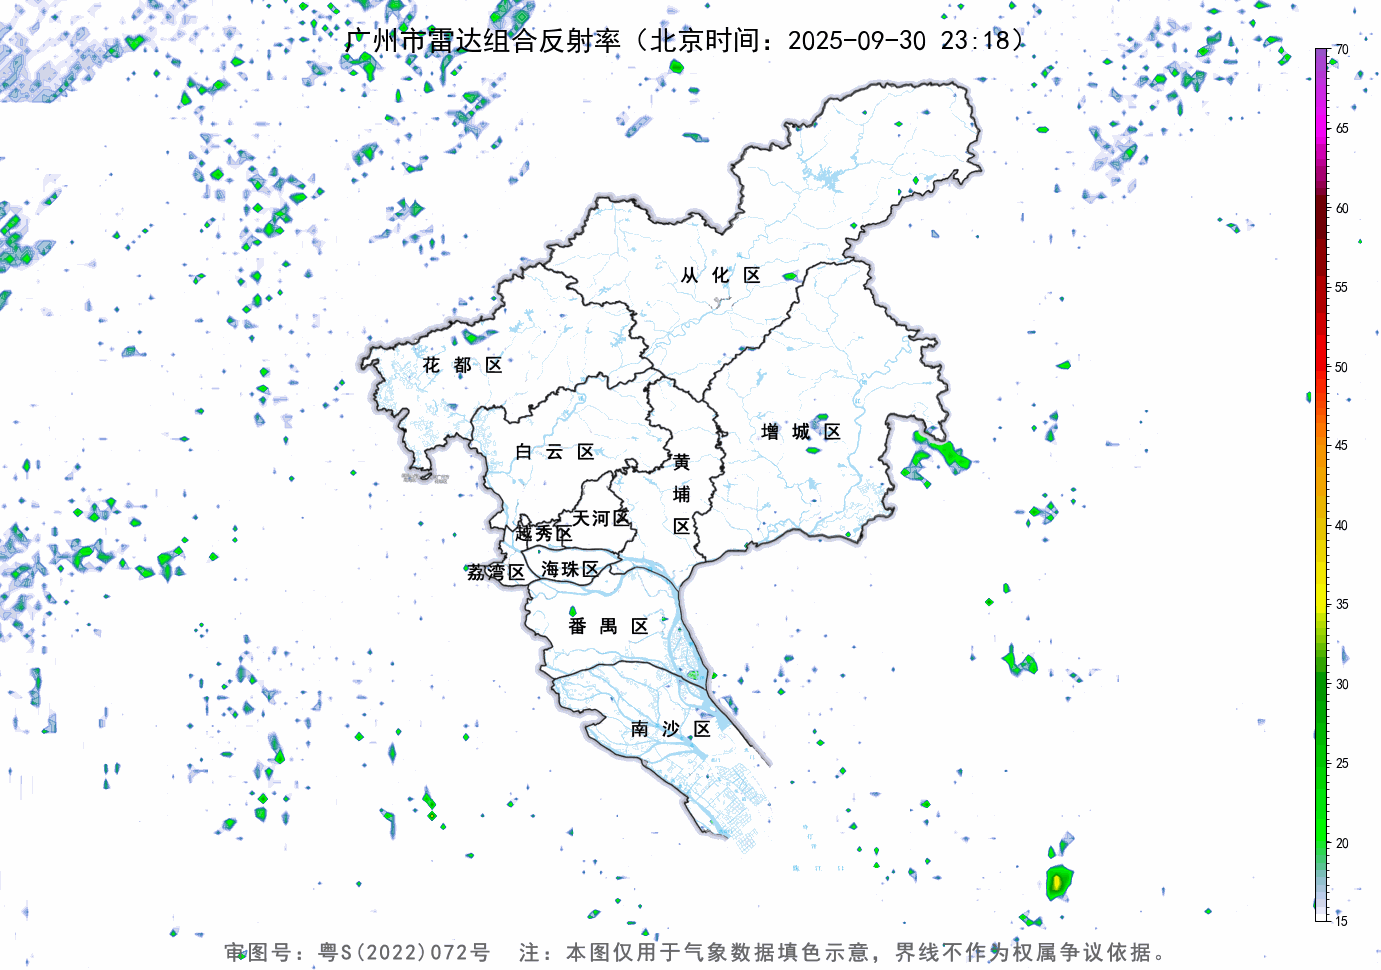 广州市雷达组合反射率（北京时间：2025-09-30 23:18）
70
65
60
55
50
45
40
35
30
25
20
15
从化区
花都区
增城区
白云区
黄埔区
天河区
越秀区
海珠区
荔湾区
番禺区
南沙区
审图号：粤S(2022)072号 注：本图仅用于气象数据填色示意，界线不作为权属争议依据。